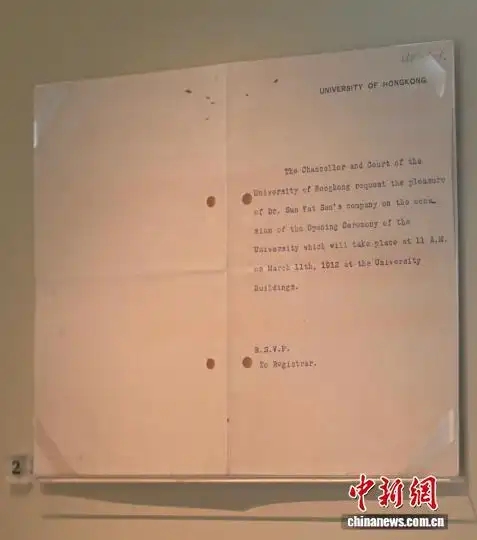 UNIVERSITY OF HONGKONG.
The Chancellor and Court of the
University of Hongkong request the pleasure
of Dr. Sun Yat Sen's company on the occa_
sion of the Opening Ceremony of the
University which will take place at 11 A.M.
on March 11th, 1912 at the University
Buildings.
R.S.V.P.
To Registrar.
2
中新网
chinanews.com.cn